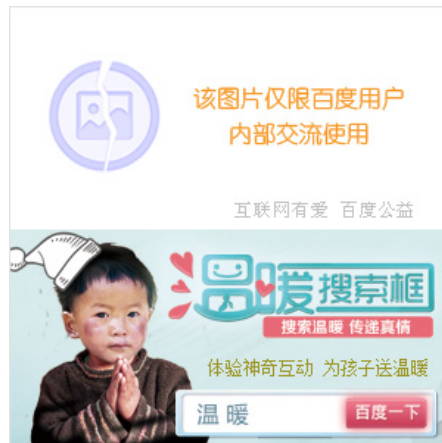 该图片仅限百度用户
内部交流使用
互联网有爱 百度公益
温暖搜索框
搜索温暖 传递真情
体验神奇互动 为孩子送温暖
温 暖
百度一下